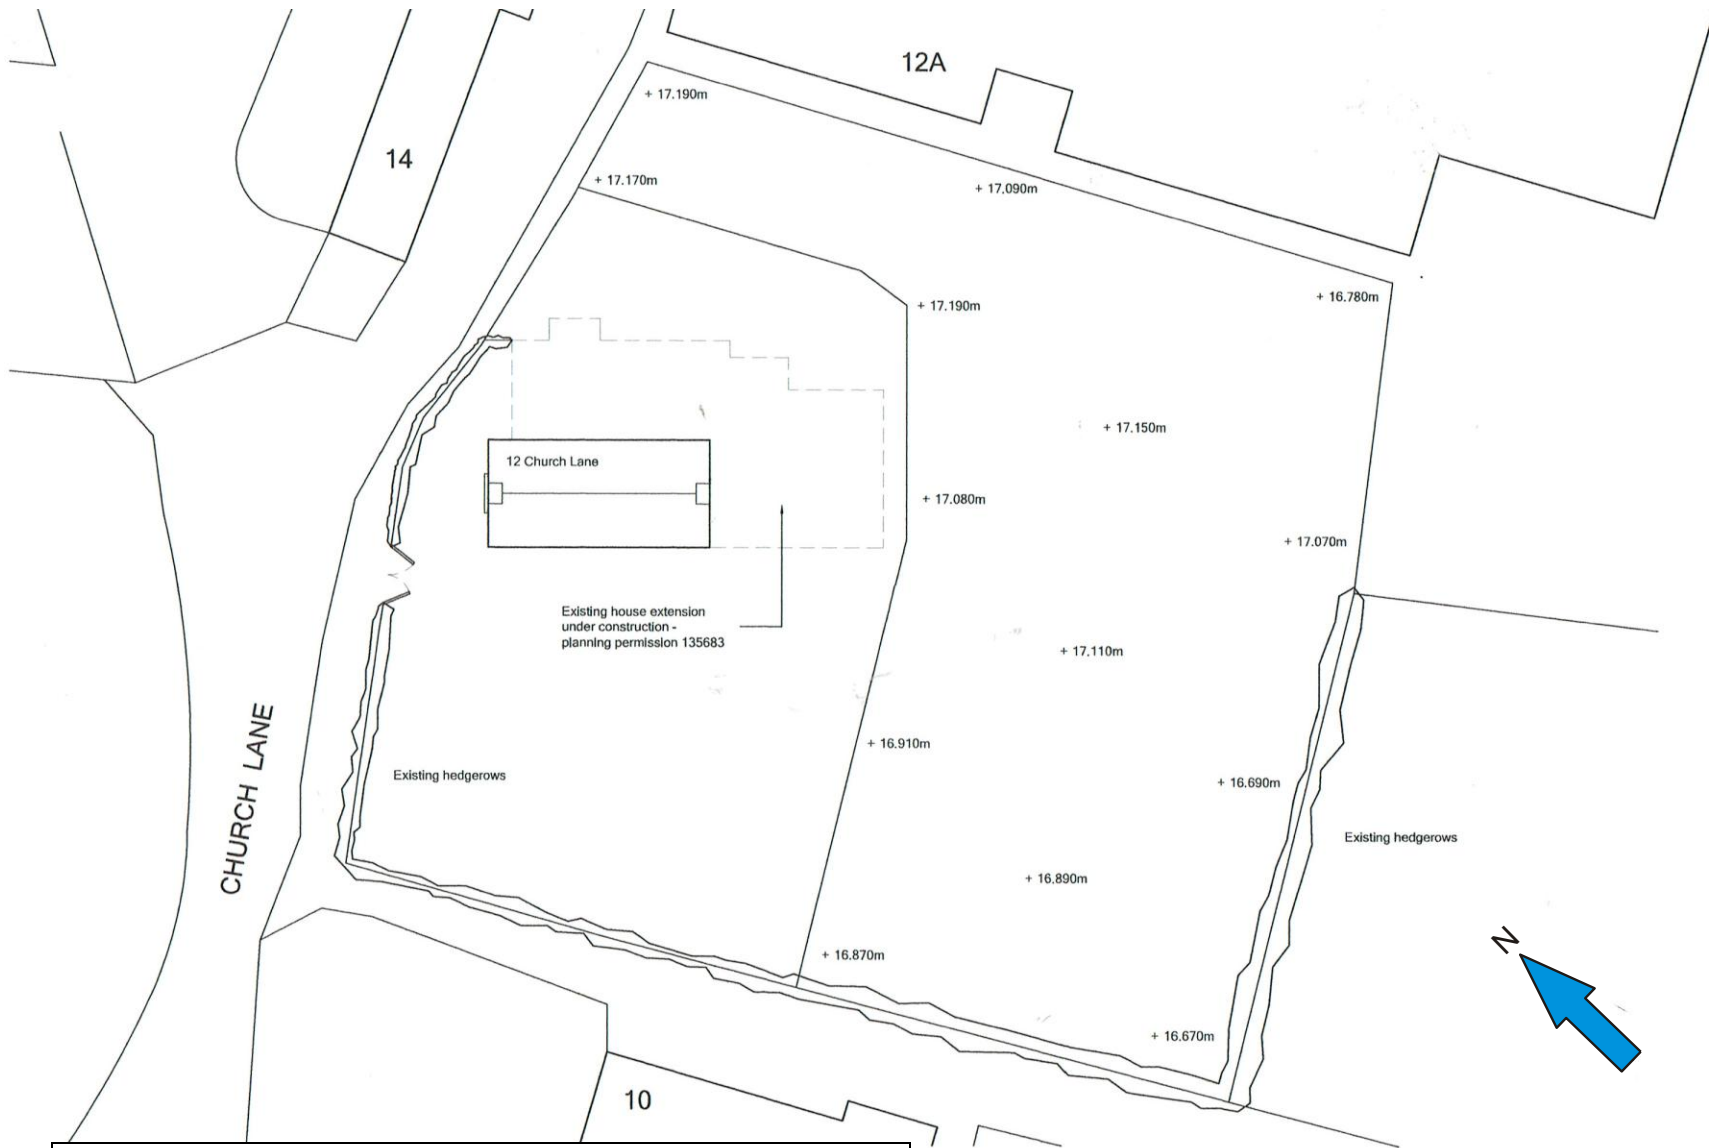 12A
+ 17.190m
14
+ 17.170m
+ 17.090m
+ 16.780m
+ 17.190m
+ 17.150m
12 Church Lane
+ 17.080m
+ 17.070m
Existing house extension
under construction -
planning permission 135683
+ 17.110m
+ 16.910m
CHURCH LANE
Existing hedgerows
+ 16.690m
Existing hedgerows
+ 16.890m
+ 16.870m
N
+ 16.670m
10